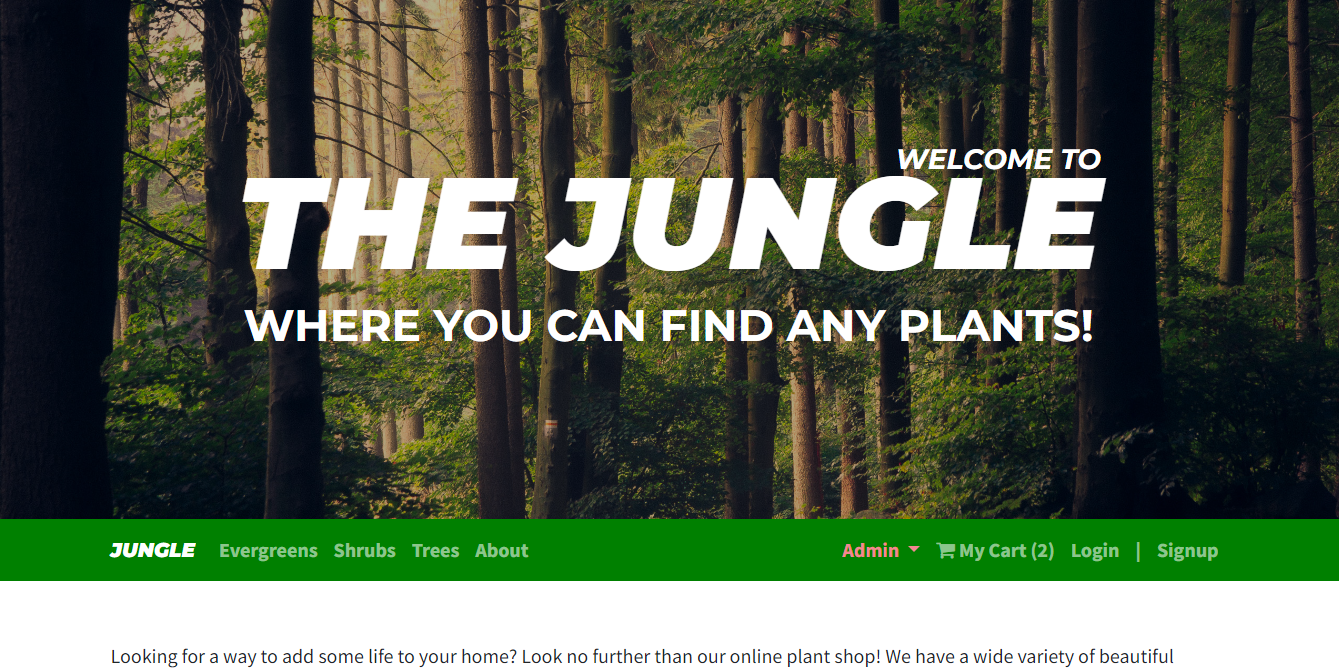 WELCOME TO
THE JUNGLE
WHERE YOU CAN FIND ANY PLANTS!
JUNGLE Evergreens Shrubs Trees About Admin My Cart (2) Login | Signup
Looking for a way to add some life to your home? Look no further than our online plant shop! We have a wide variety of beautiful